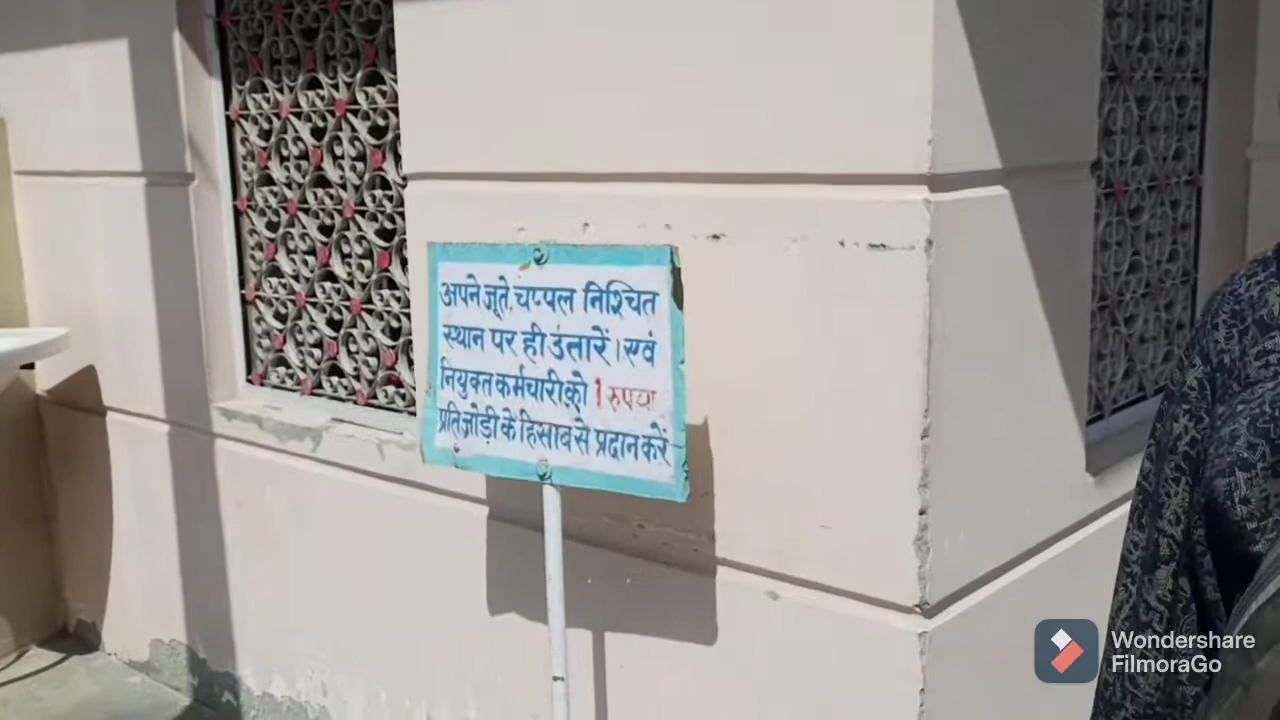 अपने जूते, चप्पल निश्चित
स्थान पर ही उतारें। एवं
नियुक्त कर्मचारी को 1 रुपया
प्रति जोड़ी के हिसाब से प्रदान करें
Wondershare
FilmoraGo